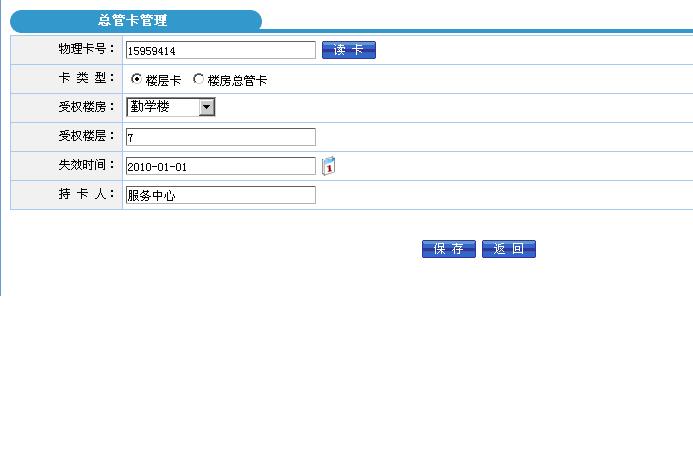 总管卡管理
物理卡号： 15959414 读 卡
卡 类 型： 楼层卡 楼房总管卡
受权楼房： 勤学楼
受权楼层： 7
失效时间： 2010-01-01 1
持 卡 人： 服务中心
保 存 返 回